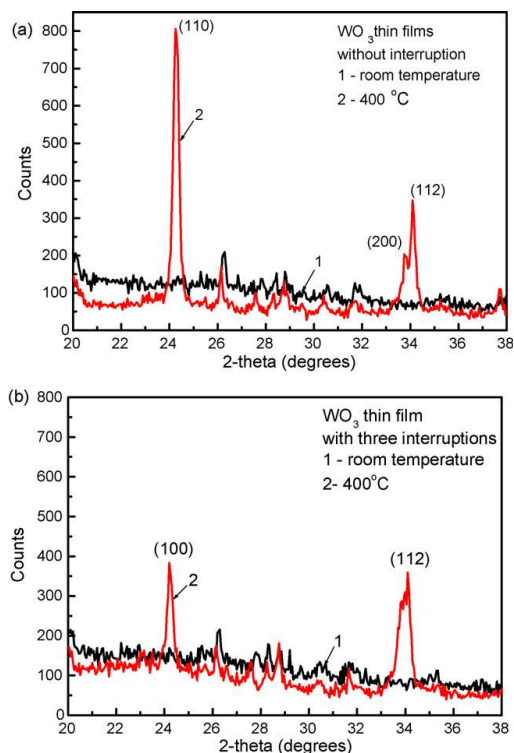 (a)
(110)
WO3 thin films
without interruption
1 - room temperature
2 - 400 °C
2
(112)
(200)
1
Counts
800
700
600
500
400
300
200
100
0
20 22 24 26 28 30 32 34 36 38
2-theta (degrees)
(b)
WO3 thin film
with three interruptions
1 - room temperature
2- 400°C
(100)
2
(112)
1
Counts
800
700
600
500
400
300
200
100
0
20 22 24 26 28 30 32 34 36 38
2-theta (degrees)